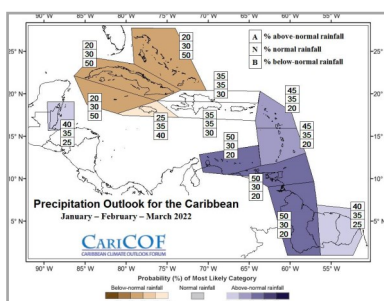 A % above-normal rainfall
N % normal rainfall
B % below-normal rainfall
25°N
20°N
15°N
10°N
5°N
20
30
50
20
30
50
35
35
30
20
30
50
25
35
40
35
35
30
45
35
20
40
35
25
50
30
20
45
35
20
50
30
20
50
30
20
40
35
25
Precipitation Outlook for the Caribbean
January – February – March 2022
CARICOF
CARIBBEAN CLIMATE OUTLOOK FORUM
90°W 85°W 80°W 75°W 70°W 65°W 60°W 55°W
Probability (%) of Most Likely Category
Below-normal rainfall Normal rainfall Above-normal rainfall